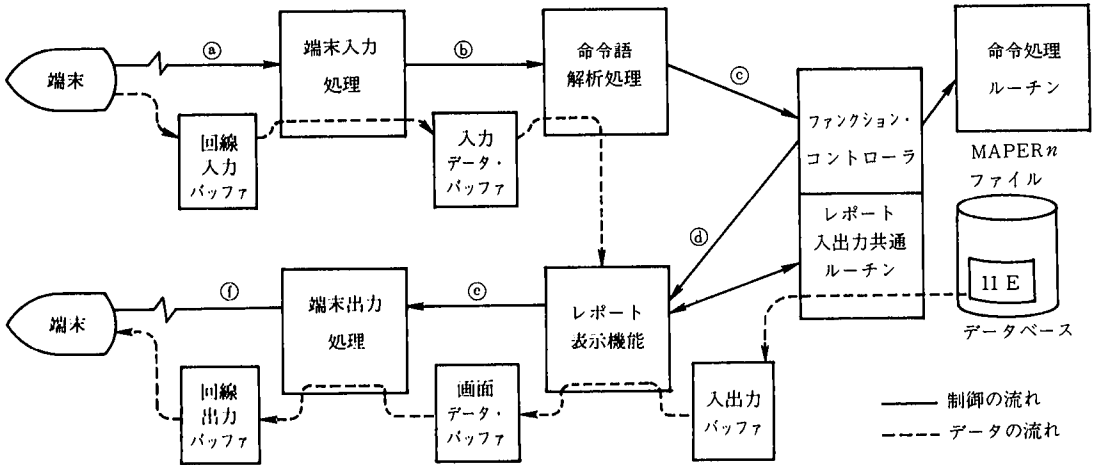 ⓐ
端末入力
処理
ⓑ
命令語
解析処理
ⓒ
命令処理
ルーチン
端末
回線
入力
バッファ
入力
データ・
バッファ
ファンクション・
コントローラ
MAPERn
ファイル
レポート
入出力共通
ルーチン
11 E
データベース
ⓓ
端末
ⓕ
端末出力
処理
ⓔ
レポート
表示機能
回線
出力
バッファ
画面
データ・
バッファ
入出力
バッファ
制御の流れ
データの流れ